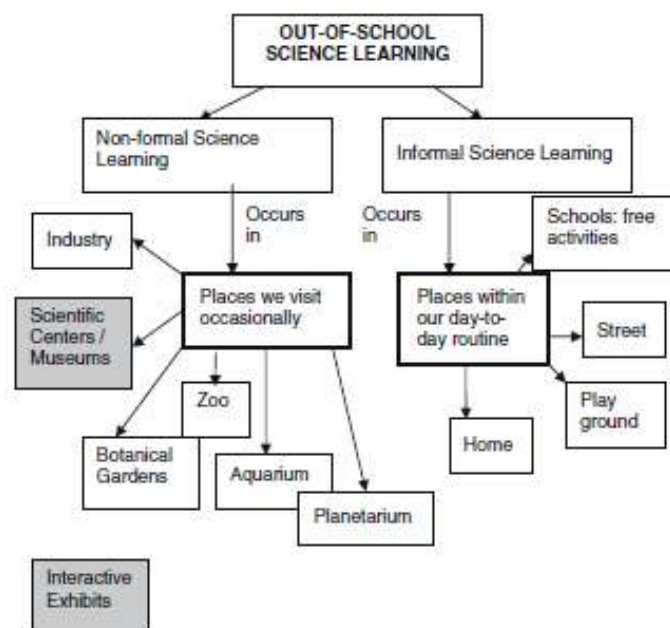 OUT-OF-SCHOOL
SCIENCE LEARNING
Non-formal Science
Learning
Informal Science Learning
Occurs
in
Occurs
in
Schools: free
activities
Industry
Places we visit
occasionally
Places within
our day-to-
day routine
Scientific
Centers /
Museums
Street
Zoo
Play
ground
Botanical
Gardens
Aquarium
Home
Planetarium
Interactive
Exhibits